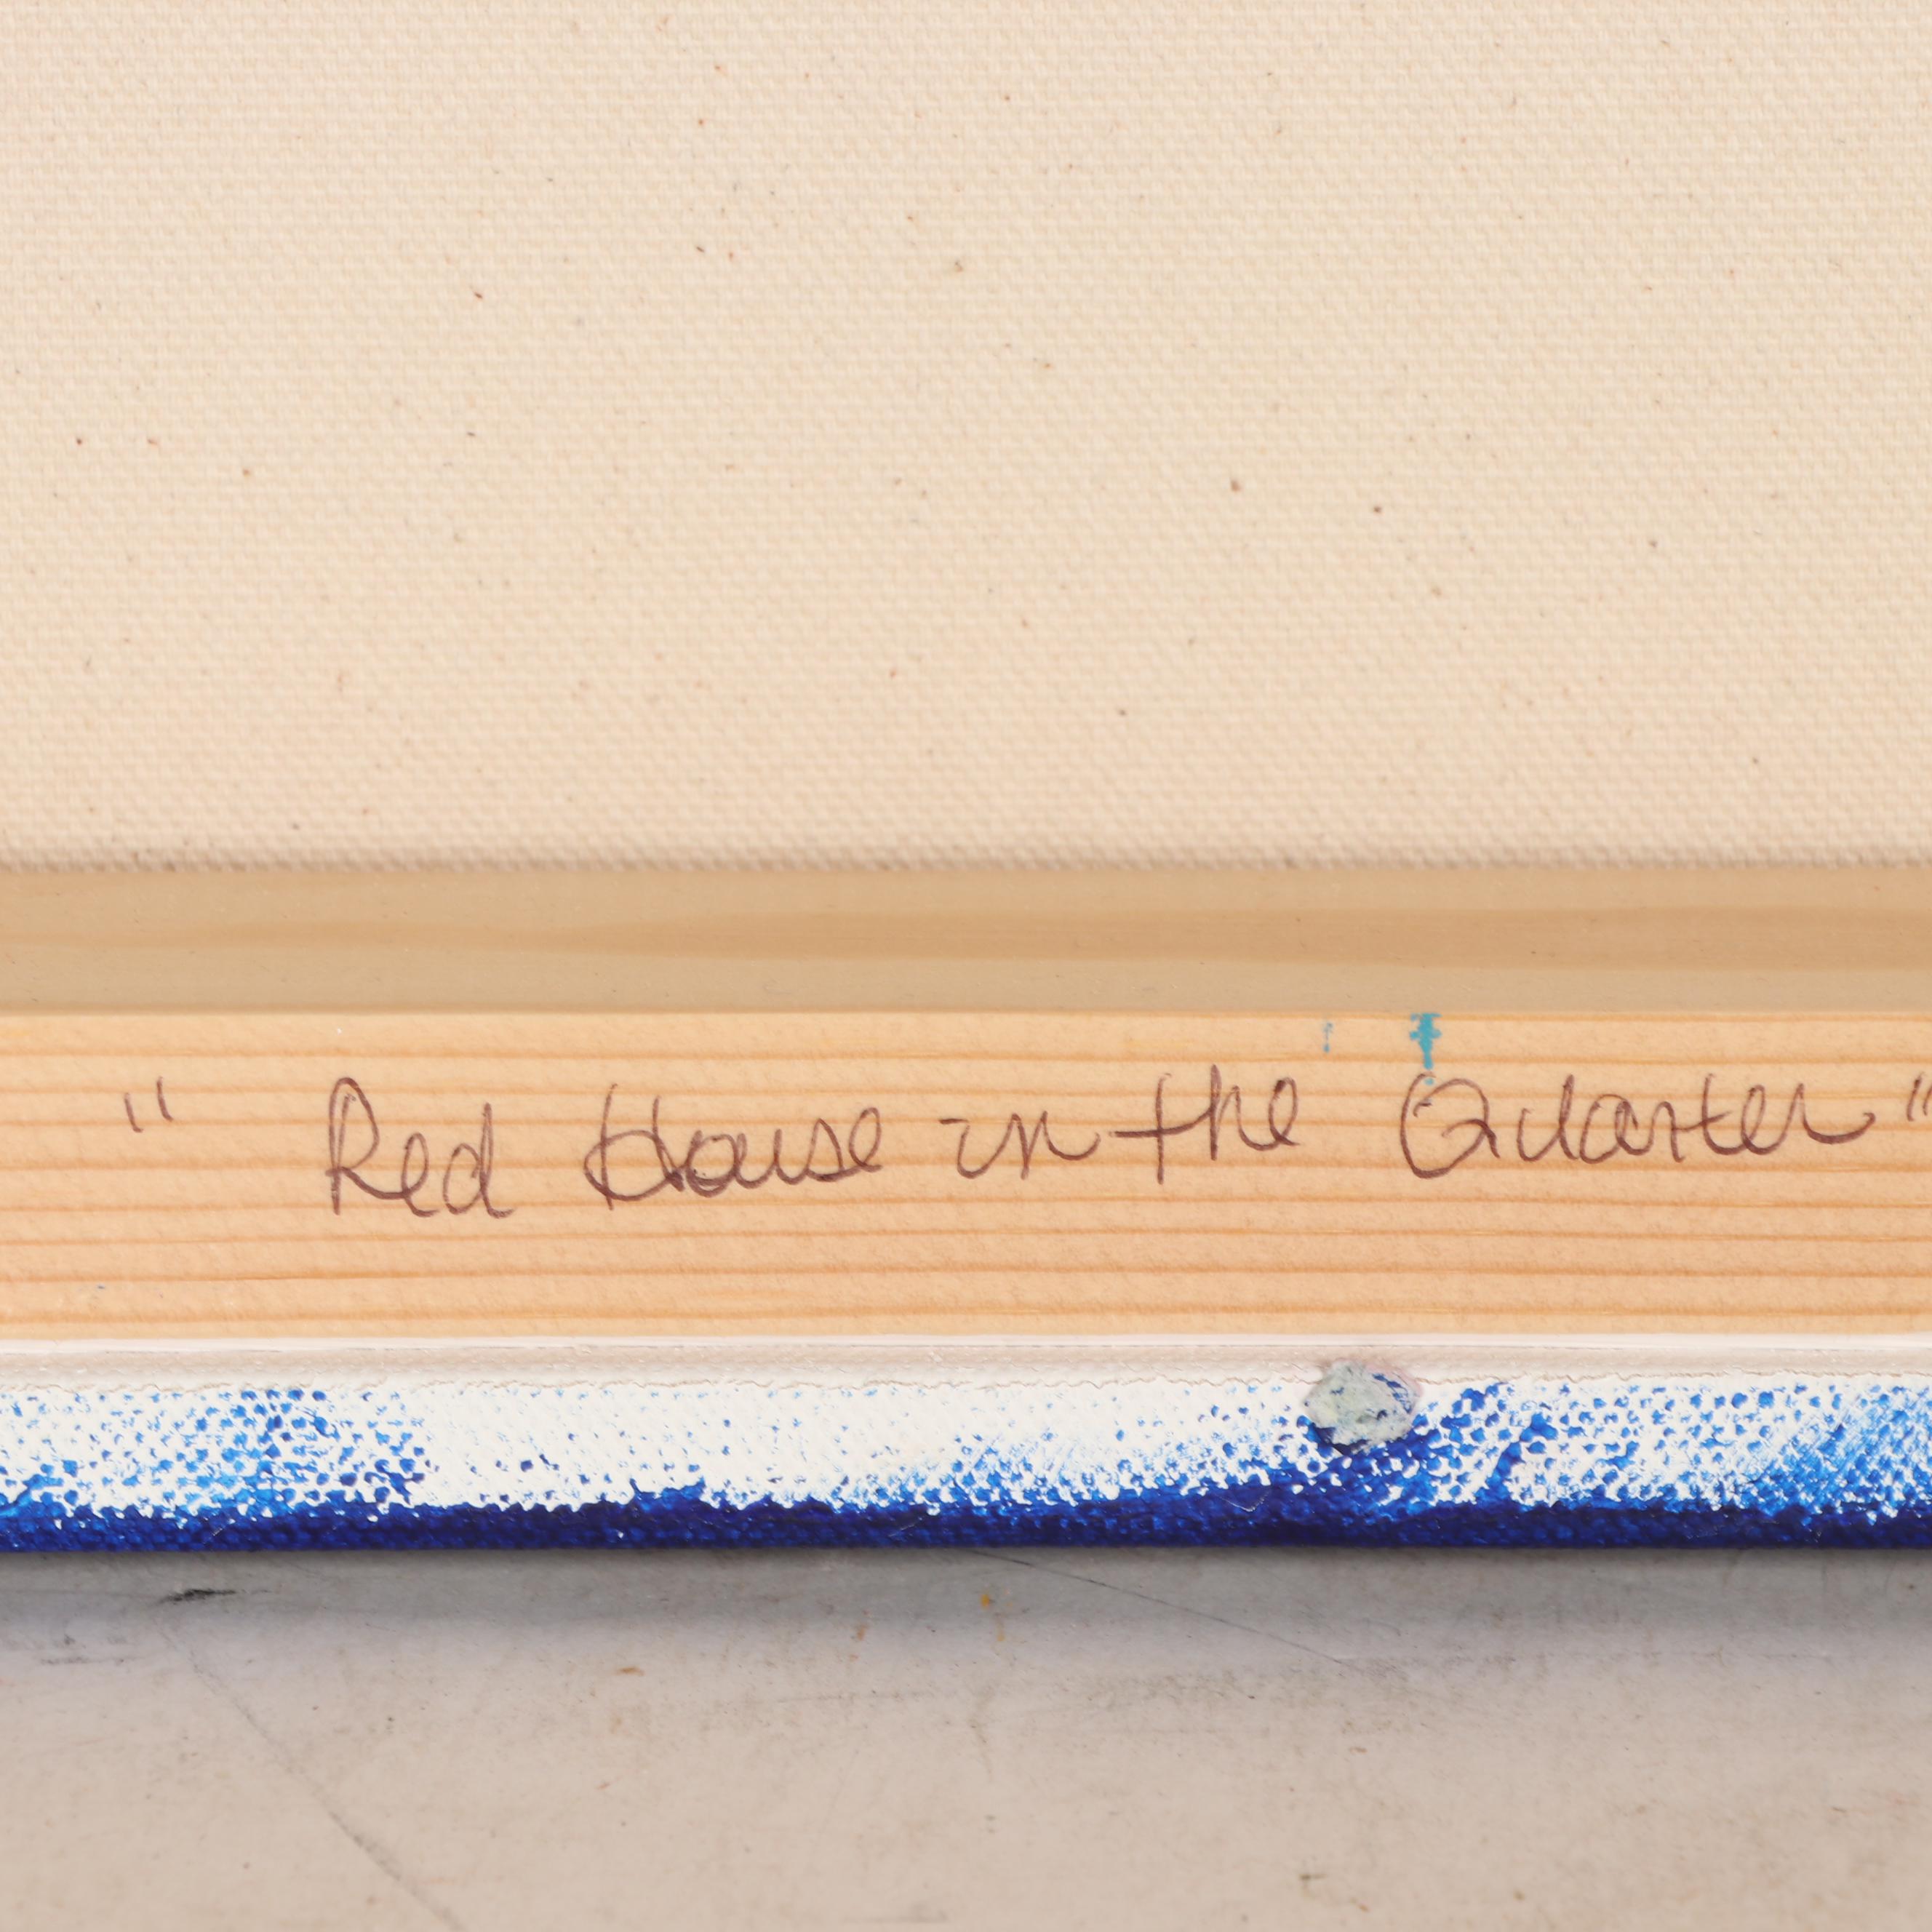 " Red House in the Quarter "